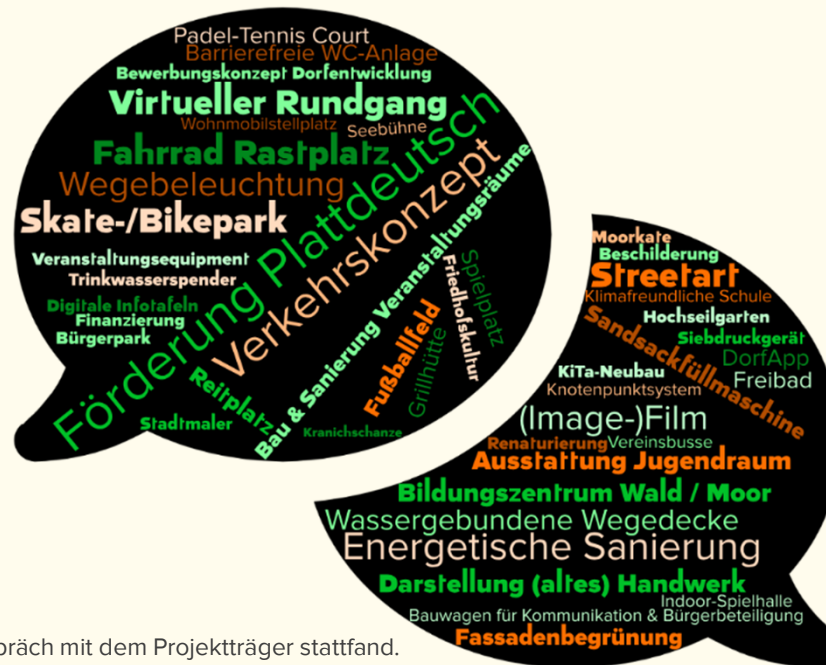 Padel-Tennis Court
Barrierefreie WC-Anlage
Bewerbungskonzept Dorfentwicklung
Virtueller Rundgang
Wohnmobilstellplatz
Seebühne
Fahrrad Rastplatz
Wegebeleuchtung
Skate-/Bikepark
Förderung Plattdeutsch
Verkehrskonzept
Bau & Sanierung Veranstaltungsräume
Veranstaltungsequipment
Trinkwasserspender
Digitale Infotafeln
Finanzierung
Bürgerpark
Reitplatz
Stadtmaler
Kranichschanze
Fußballfeld
Grillhütte
Friedhofskultur
Spielplatz
Moorkate
Beschilderung
Streetart
Klimafreundliche Schule
Hochseilgarten
Sandsackfüllmaschine
Siebdruckgerät
DorfApp
KiTa-Neubau
Freibad
Knotenpunktsystem
(Image-)Film
Renaturierung
Vereinsbusse
Ausstattung Jugendraum
Bildungszentrum Wald / Moor
Wassergebundene Wegedecke
Energetische Sanierung
Darstellung (altes) Handwerk
Indoor-Spielhalle
Bauwagen für Kommunikation & Bürgerbeteiligung
Fassadenbegrünung
präch mit dem Projektträger stattfand.